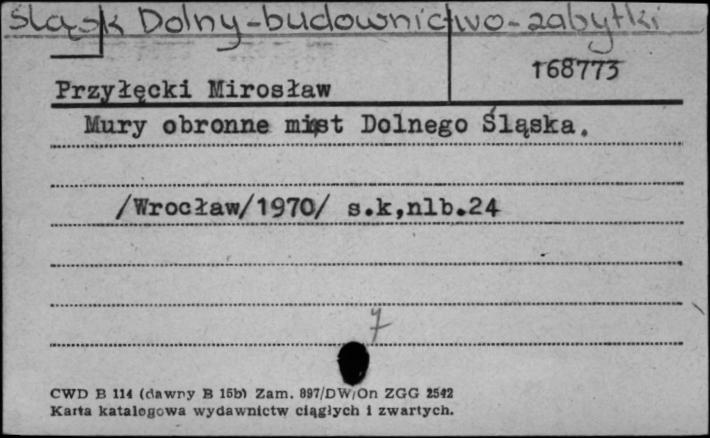 Śląsk Dolny-budownictwo-zabytki
168773
Przyłęcki Mirosław
Mury obronne miast Dolnego Śląska.
/Wrocław/1970/ s.k,nlb.24
7
CWD B 114 (dawny B 15b) Zam. 897/DW/On ZGG 2542
Karta katalogowa wydawnictw ciągłych i zwartych.